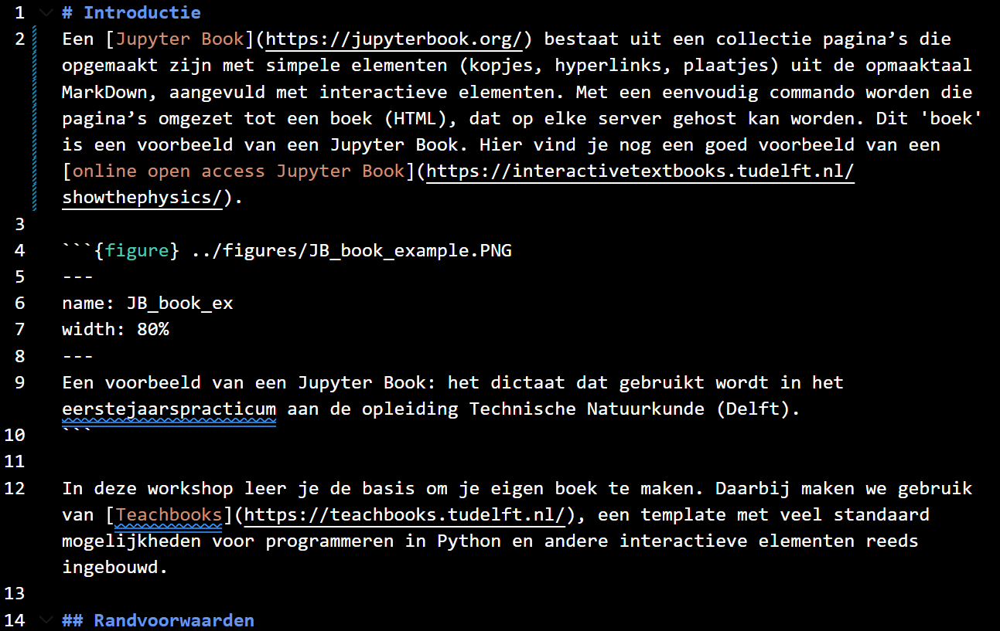 1 # Introductie
2 Een [Jupyter Book](https://jupyterbook.org/) bestaat uit een collectie pagina’s die
opgemaakt zijn met simpele elementen (kopjes, hyperlinks, plaatjes) uit de opmaaktaal
MarkDown, aangevuld met interactieve elementen. Met een eenvoudig commando worden die
pagina’s omgezet tot een boek (HTML), dat op elke server gehost kan worden. Dit 'boek'
is een voorbeeld van een Jupyter Book. Hier vind je nog een goed voorbeeld van een
[online open access Jupyter Book](https://interactivetextbooks.tudelft.nl/
showthephysics/).
3
4 ```{figure} ../figures/JB_book_example.PNG
5 ---
6 name: JB_book_ex
7 width: 80%
8 ---
9 Een voorbeeld van een Jupyter Book: het dictaat dat gebruikt wordt in het
eerstejaarspracticum aan de opleiding Technische Natuurkunde (Delft).
10 ```
11
12 In deze workshop leer je de basis om je eigen boek te maken. Daarbij maken we gebruik
van [Teachbooks](https://teachbooks.tudelft.nl/), een template met veel standaard
mogelijkheden voor programmeren in Python en andere interactieve elementen reeds
ingebouwd.
13
14 ## Randvoorwaarden